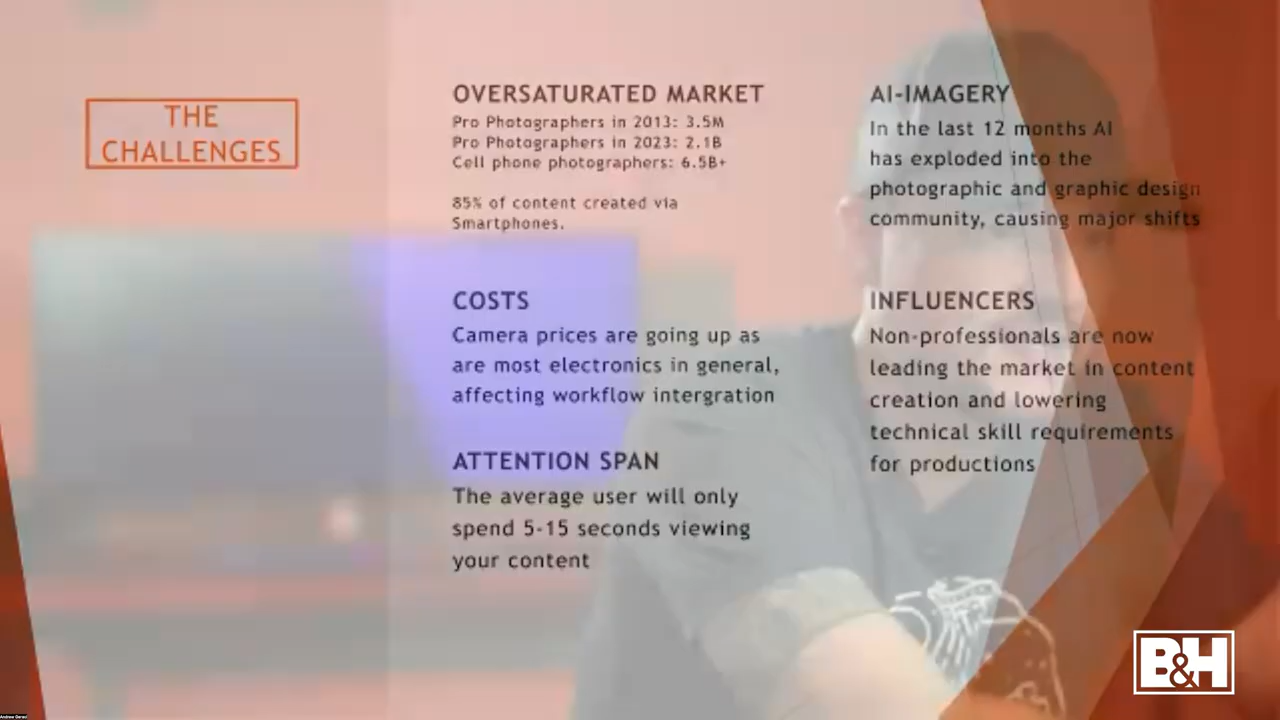 THE
CHALLENGES
OVERSATURATED MARKET
Pro Photographers in 2013: 3.5M
Pro Photographers in 2023: 2.1B
Cell phone photographers: 6.5B+
85% of content created via
Smartphones.
COSTS
Camera prices are going up as
are most electronics in general,
affecting workflow intergration
ATTENTION SPAN
The average user will only
spend 5-15 seconds viewing
your content
AI-IMAGERY
In the last 12 months AI
has exploded into the
photographic and graphic design
community, causing major shifts
INFLUENCERS
Non-professionals are now
leading the market in content
creation and lowering
technical skill requirements
for productions
B&H